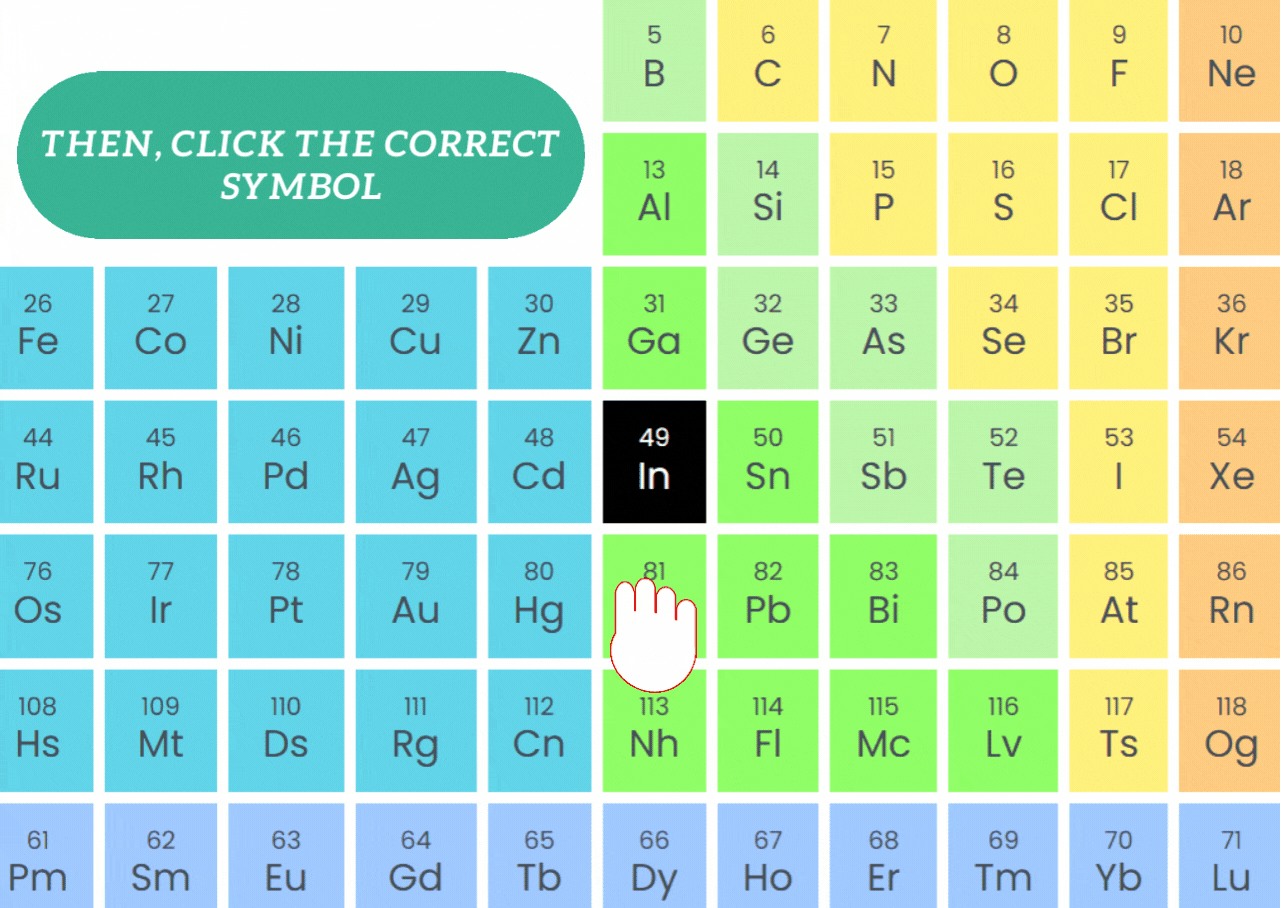 THEN, CLICK THE CORRECT
SYMBOL
5 6 7 8 9 10
B C N O F Ne
13 14 15 16 17 18
Al Si P S Cl Ar
26 27 28 29 30 31 32 33 34 35 36
Fe Co Ni Cu Zn Ga Ge As Se Br Kr
44 45 46 47 48 49 50 51 52 53 54
Ru Rh Pd Ag Cd In Sn Sb Te I Xe
76 77 78 79 80 81 82 83 84 85 86
Os Ir Pt Au Hg Pb Bi Po At Rn
108 109 110 111 112 113 114 115 116 117 118
Hs Mt Ds Rg Cn Nh Fl Mc Lv Ts Og
61 62 63 64 65 66 67 68 69 70 71
Pm Sm Eu Gd Tb Dy Ho Er Tm Yb Lu